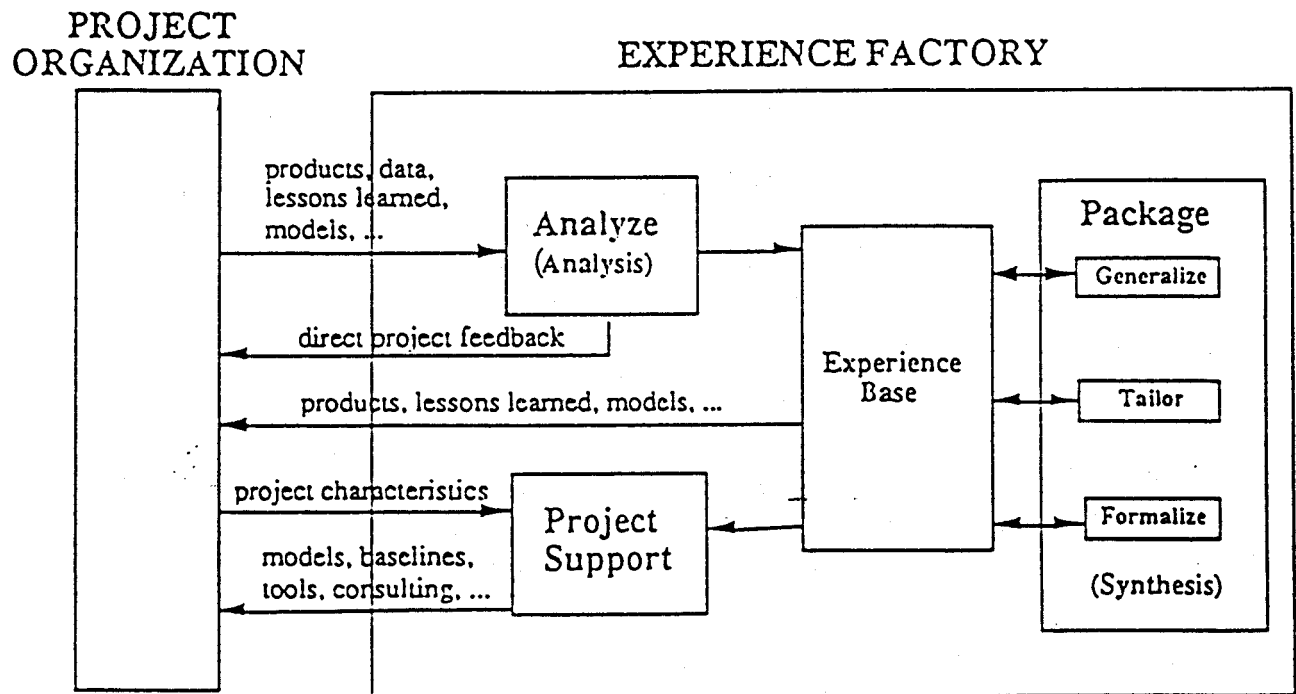 PROJECT
ORGANIZATION
EXPERIENCE FACTORY
products, data,
lessons learned,
models, ...
Analyze
(Analysis)
direct project feedback
products, lessons learned, models, ...
project characteristics
models, baselines,
tools, consulting, ...
Project
Support
Experience
Base
Package
Generalize
Tailor
Formalize
(Synthesis)